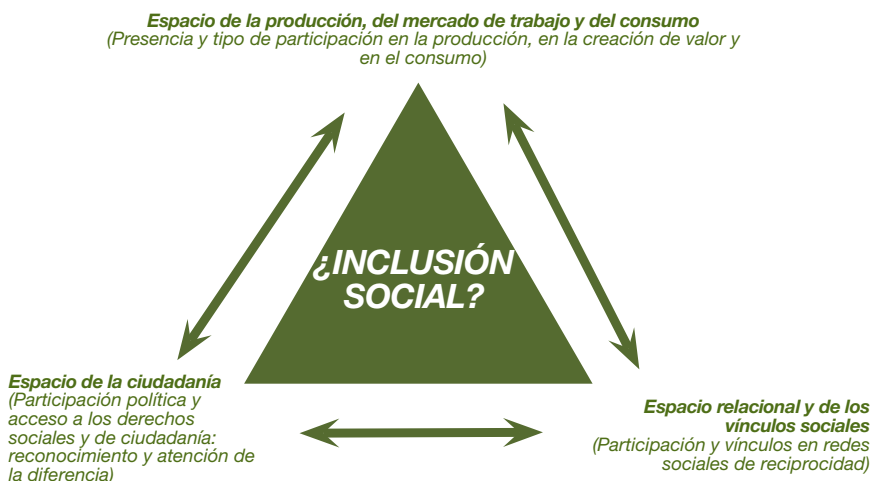 Espacio de la producción, del mercado de trabajo y del consumo
(Presencia y tipo de participación en la producción, en la creación de valor y
en el consumo)
¿INCLUSIÓN
SOCIAL?
Espacio de la ciudadanía
(Participación política y
acceso a los derechos
sociales y de ciudadanía:
reconocimiento y atención de
la diferencia)
Espacio relacional y de los
vínculos sociales
(Participación y vínculos en redes
sociales de reciprocidad)